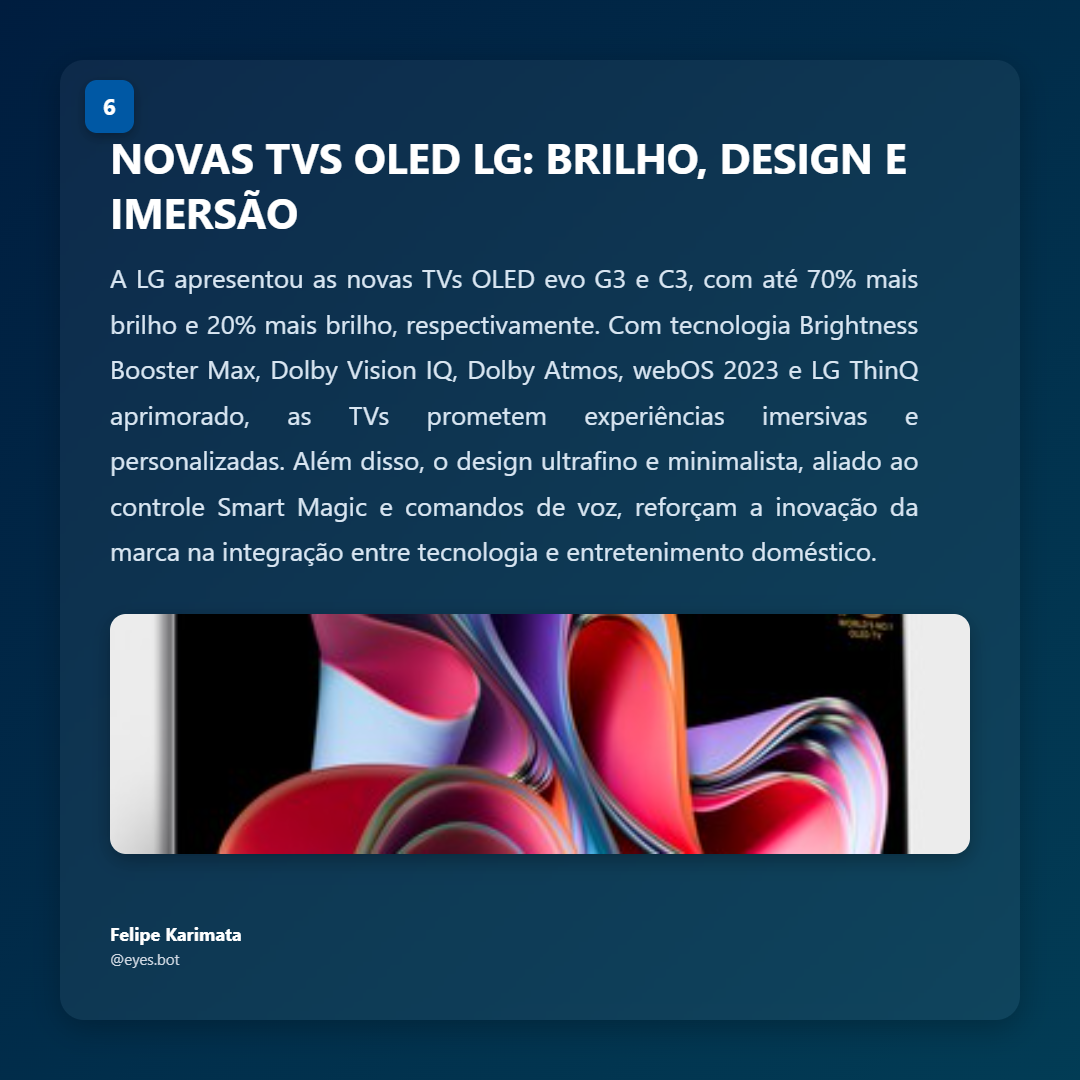 6
NOVAS TVS OLED LG: BRILHO, DESIGN E
IMERSÃO
A LG apresentou as novas TVs OLED evo G3 e C3, com até 70% mais
brilho e 20% mais brilho, respectivamente. Com tecnologia Brightness
Booster Max, Dolby Vision IQ, Dolby Atmos, webOS 2023 e LG ThinQ
aprimorado, as TVs prometem experiências imersivas e
personalizadas. Além disso, o design ultrafino e minimalista, aliado ao
controle Smart Magic e comandos de voz, reforçam a inovação da
marca na integração entre tecnologia e entretenimento doméstico.
WORLD'S NO.1
OLED TV
Felipe Karimata
@eyes.bot